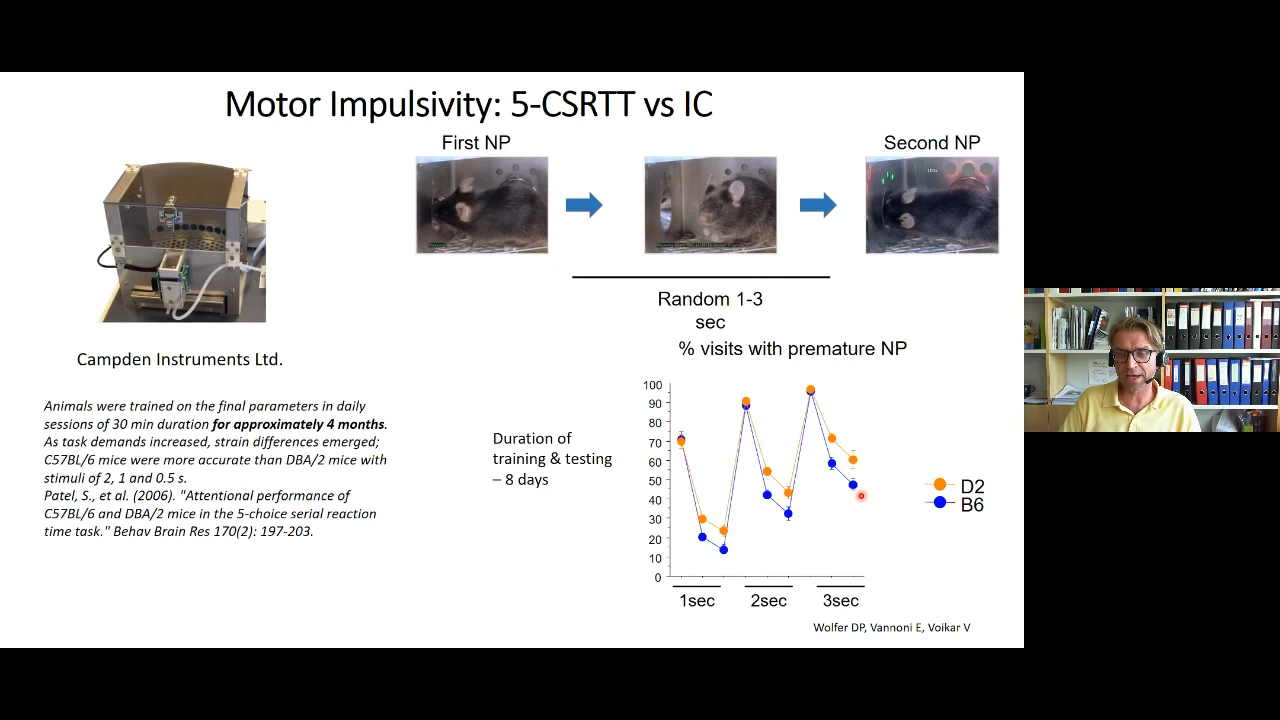 Motor Impulsivity: 5-CSRTT vs IC
First NP
Second NP
LEDs
Random 1-3
sec
Campden Instruments Ltd.
Animals were trained on the final parameters in daily
sessions of 30 min duration for approximately 4 months.
As task demands increased, strain differences emerged;
C57BL/6 mice were more accurate than DBA/2 mice with
stimuli of 2, 1 and 0.5 s.
Patel, S., et al. (2006). "Attentional performance of
C57BL/6 and DBA/2 mice in the 5-choice serial reaction
time task." Behav Brain Res 170(2): 197-203.
Duration of
training & testing
– 8 days
% visits with premature NP
100
90
80
70
60
50
40
30
20
10
0
1sec
2sec
3sec
D2
B6
Wolfer DP, Vannoni E, Voikar V